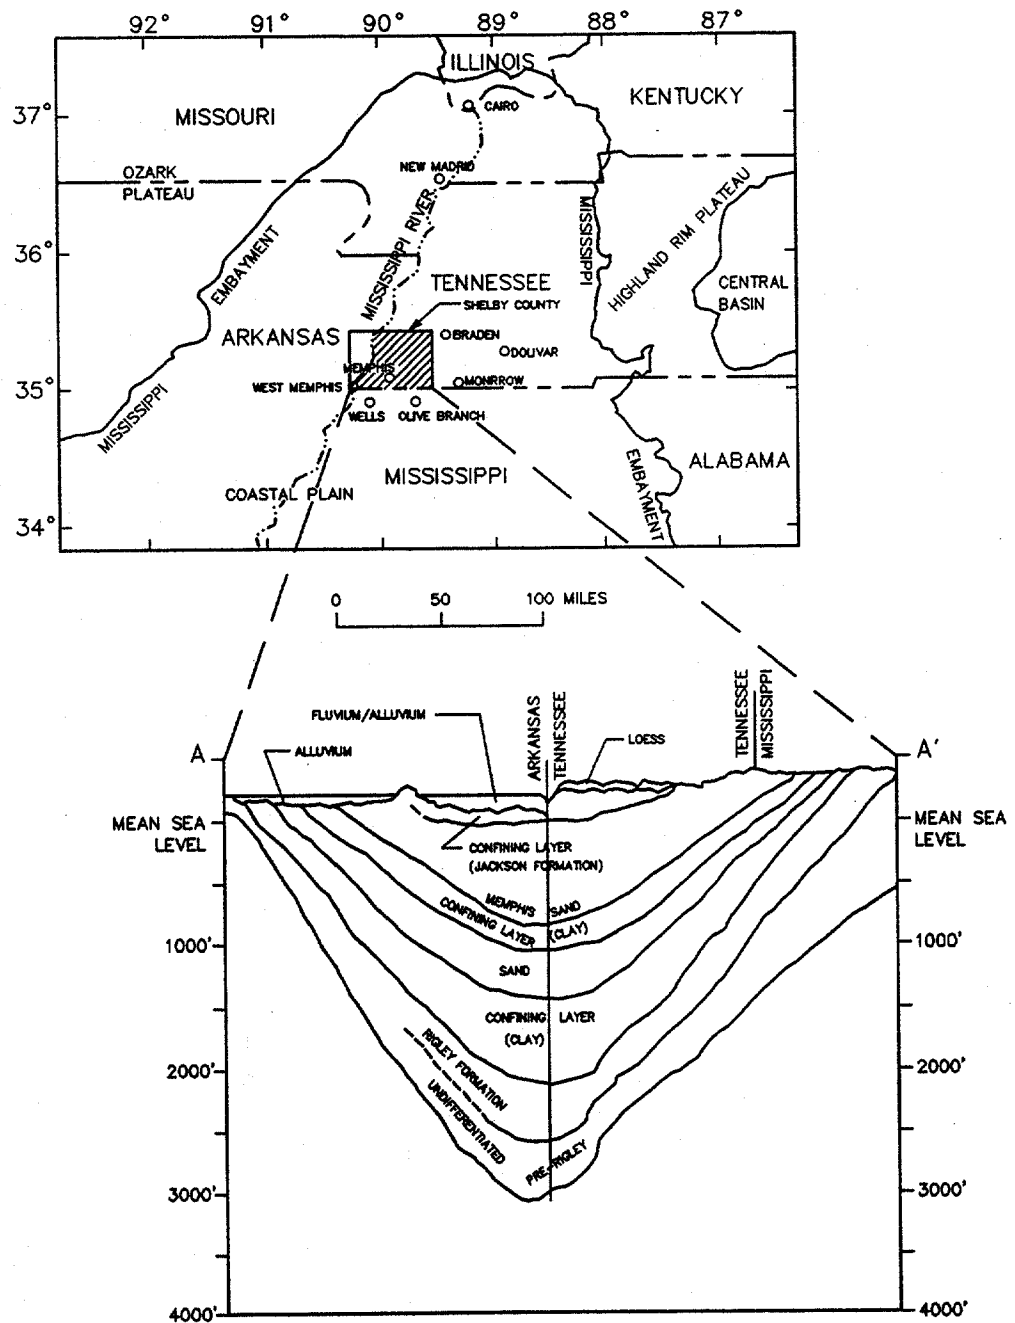 92° 91° 90° 89° 88° 87°
ILLINOIS
37°
MISSOURI
CAIRO
KENTUCKY
OZARK
PLATEAU
NEW MADRID
MISSISSIPPI RIVER
MISSISSIPPI
HIGHLAND RIM PLATEAU
36°
EMBAYMENT
TENNESSEE
SHELBY COUNTY
CENTRAL
BASIN
ARKANSAS
BRADEN
DOUVAR
MEMPHIS
WEST MEMPHIS
MONRROW
35°
WELLS
OLIVE BRANCH
MISSISSIPPI
MISSISSIPPI
ALABAMA
EMBAYMENT
COASTAL PLAIN
34°
0 50 100 MILES
FLUVIUM/ALLUVIUM
ARKANSAS
TENNESSEE
TENNESSEE
MISSISSIPPI
LOESS
A
A'
ALLUVIUM
MEAN SEA
LEVEL
MEAN SEA
LEVEL
CONFINING LAYER
(JACKSON FORMATION)
MEMPHIS SAND
CONFINING LAYER (CLAY)
1000'
1000'
SAND
CONFINING LAYER
(CLAY)
RIGLEY FORMATION
2000'
2000'
UNDIFFERENTIATED
PRE-RIGLEY
3000'
3000'
4000'
4000'